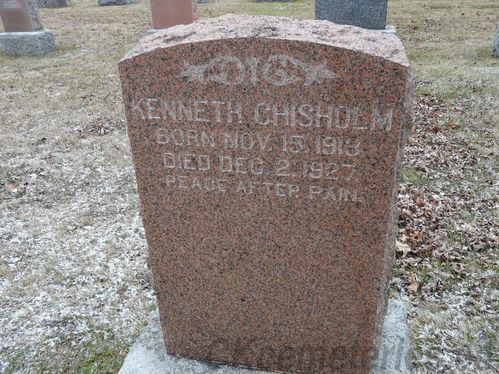 KENNETH CHISHOLM
BORN NOV. 15, 1913
DIED DEC. 2, 1927
PEACE AFTER PAIN.